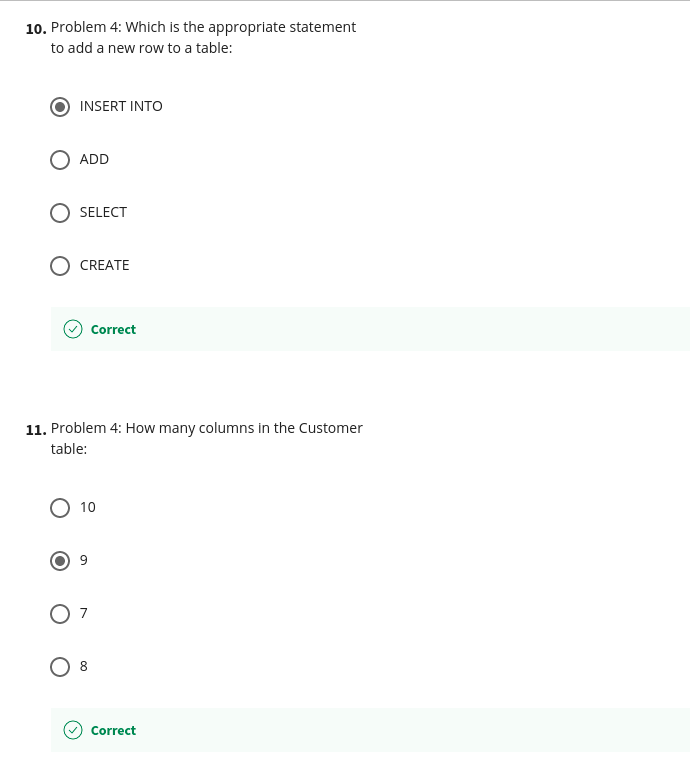 10. Problem 4: Which is the appropriate statement
to add a new row to a table:
INSERT INTO
ADD
SELECT
CREATE
Correct
11. Problem 4: How many columns in the Customer
table:
10
9
7
8
Correct